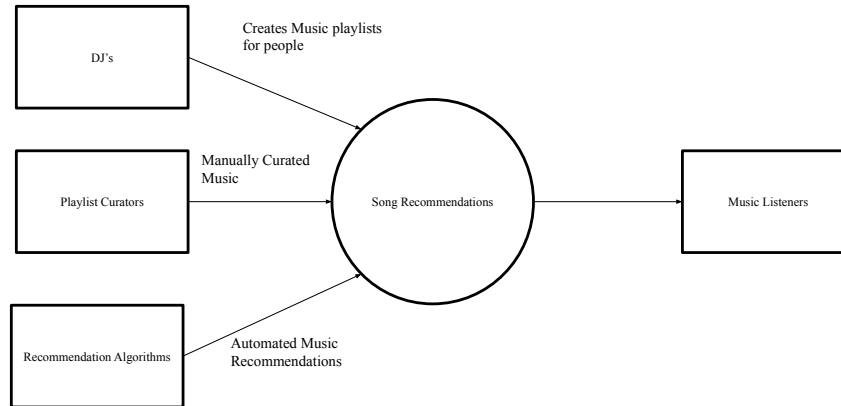 Creates Music playlists
for people
DJ's
Manually Curated
Music
Playlist Curators
Song Recommendations
Music Listeners
Automated Music
Recommendations
Recommendation Algorithms